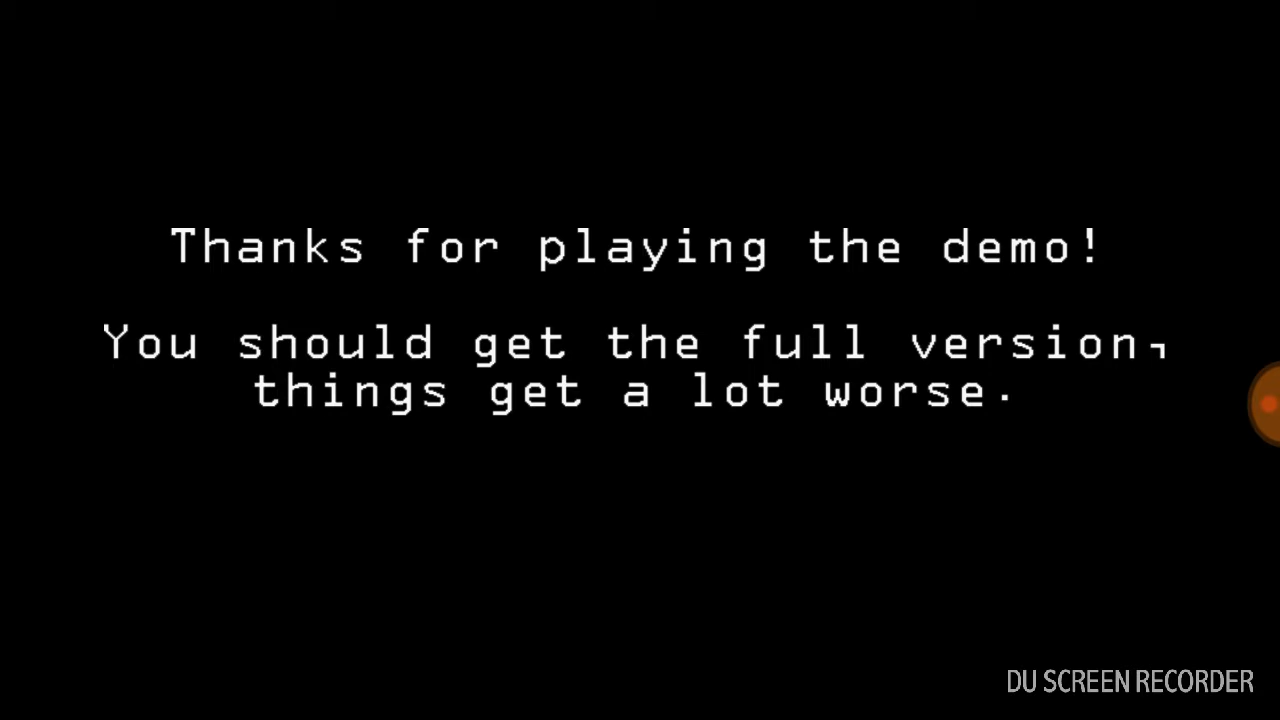 Thanks for playing the demo!
You should get the full version,
things get a lot worse.
DU SCREEN RECORDER